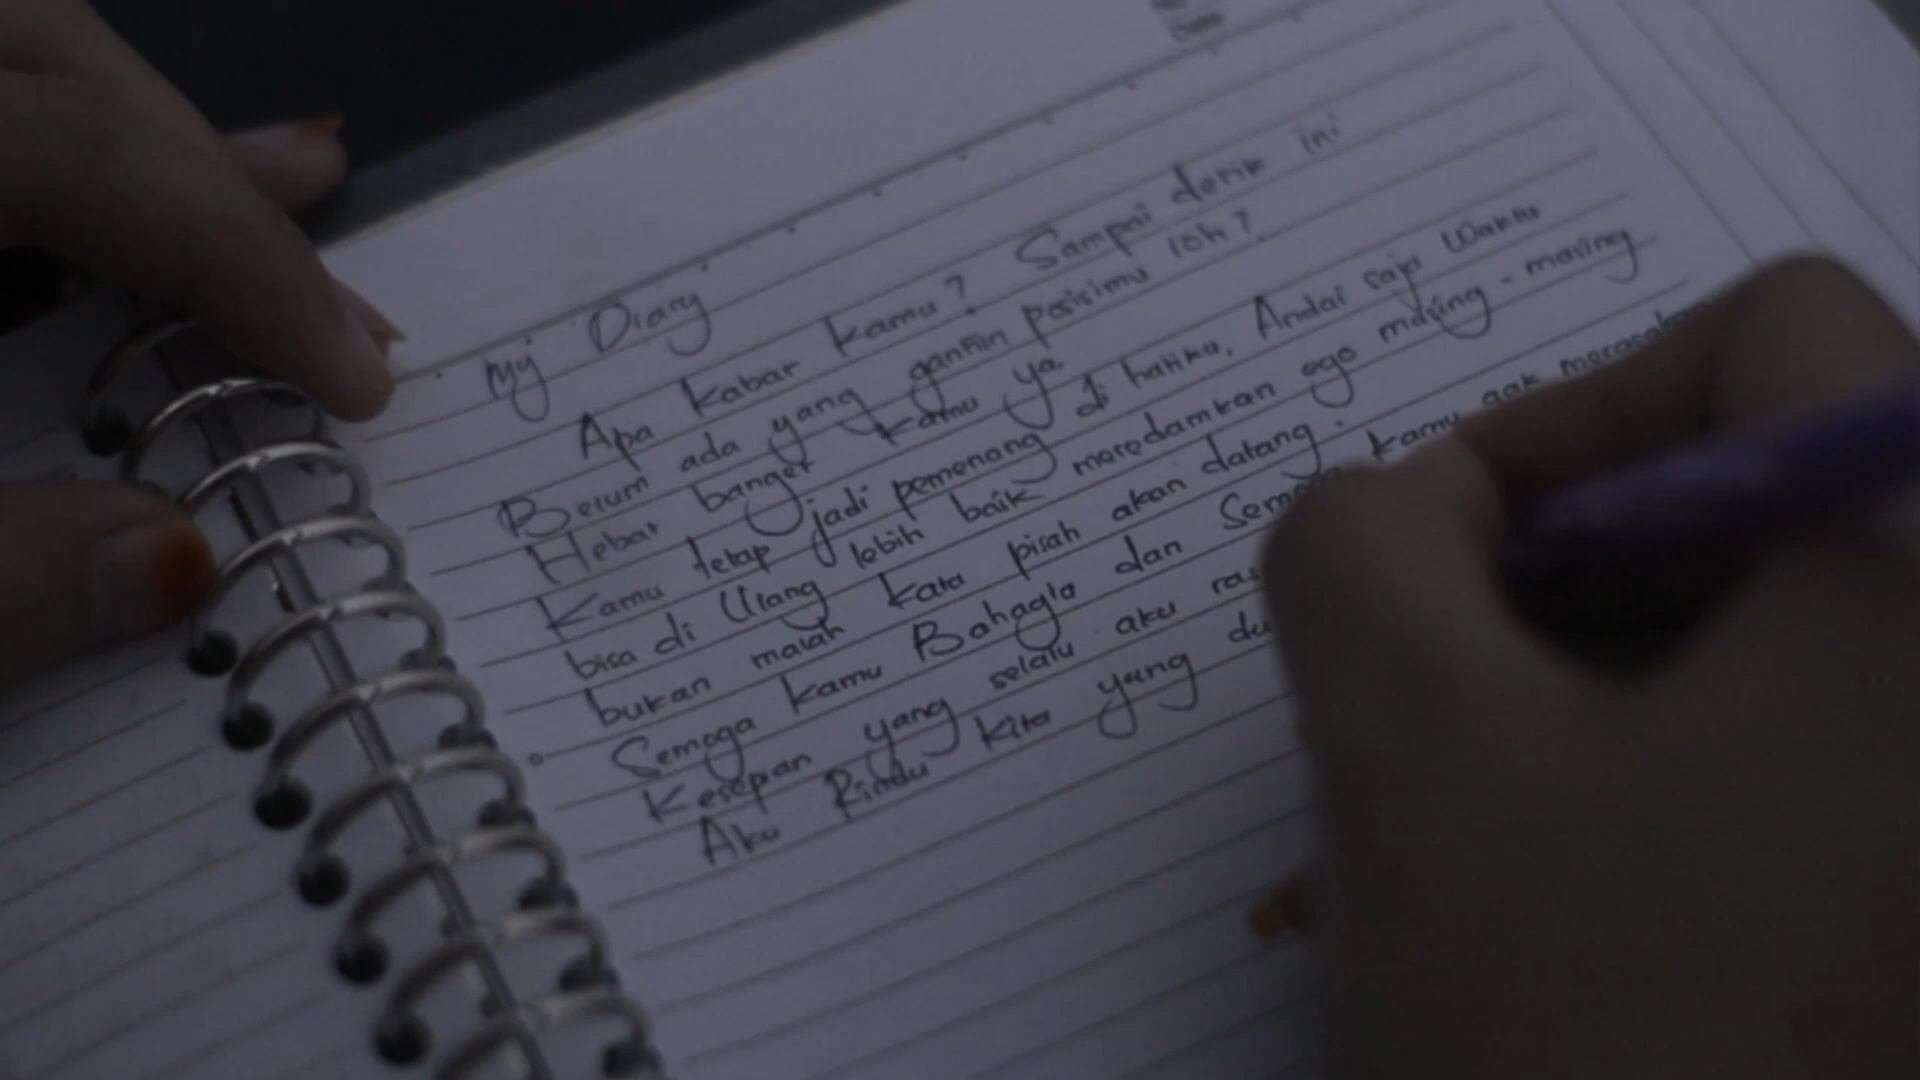 My Diary
Apa kabar kamu? Sampai detik ini
Belum ada yang gantiin posisimu loh?
Hebat banget kamu ya
Kamu tetap jadi pemenang di hatiku. Andai saja waktu
bisa di Ulang lebih baik meredamkan ego masing-masing
bukan malah kata pisah akan datang.
Semoga kamu Bahagia dan Semoga kamu gak merasakan
Kesepian yang selalu aku
Aku Rindu kita yang